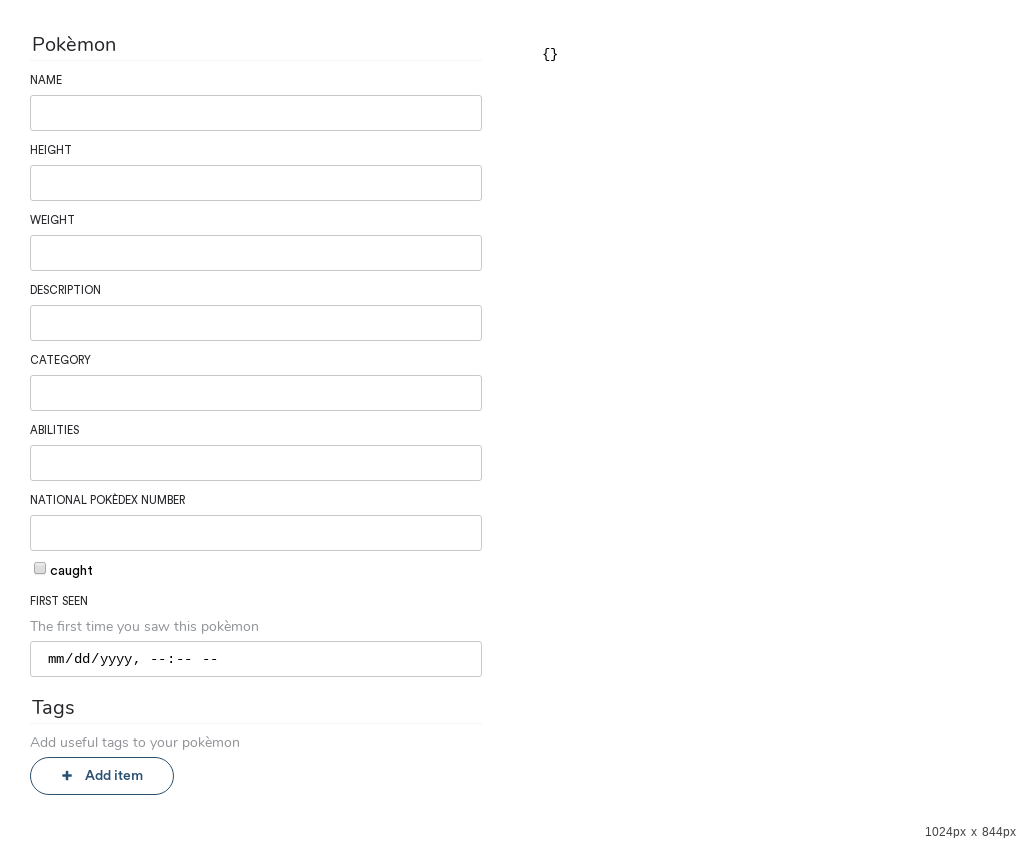 Pokèmon
{}
NAME
HEIGHT
WEIGHT
DESCRIPTION
CATEGORY
ABILITIES
NATIONAL POKÈDEX NUMBER
caught
FIRST SEEN
The first time you saw this pokèmon
mm/dd/yyyy, --:-- --
Tags
Add useful tags to your pokèmon
+ Add item
1024px x 844px